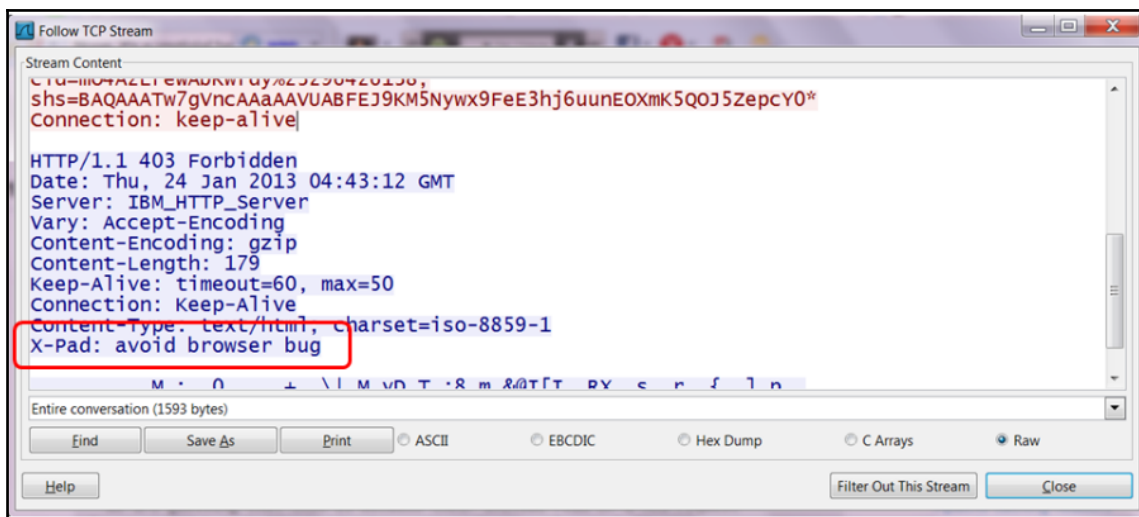 Follow TCP Stream
Stream Content
shs=BAQAAATw7gVncAAaAAVUABFEJ9KM5Nywx9FeE3hj6uunEOXmK5QOJ5ZepcY0*
Connection: keep-alive
HTTP/1.1 403 Forbidden
Date: Thu, 24 Jan 2013 04:43:12 GMT
Server: IBM_HTTP_Server
Vary: Accept-Encoding
Content-Encoding: gzip
Content-Length: 179
Keep-Alive: timeout=60, max=50
Connection: Keep-Alive
Content-Type: text/html; charset=iso-8859-1
X-Pad: avoid browser bug
Entire conversation (1593 bytes)
Find Save As Print ASCII EBCDIC Hex Dump C Arrays Raw
Help Filter Out This Stream Close